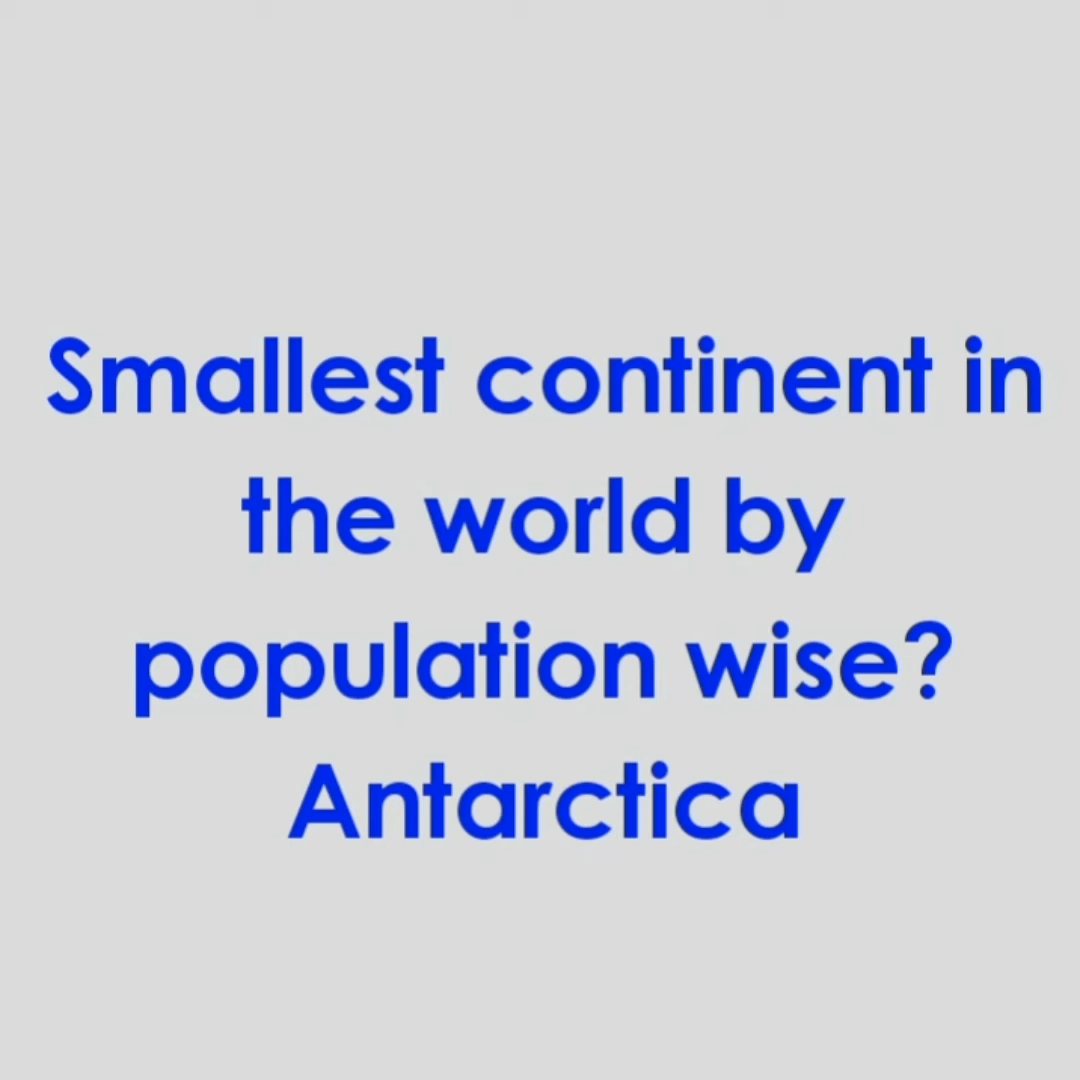 Smallest continent in
the world by
population wise?
Antarctica